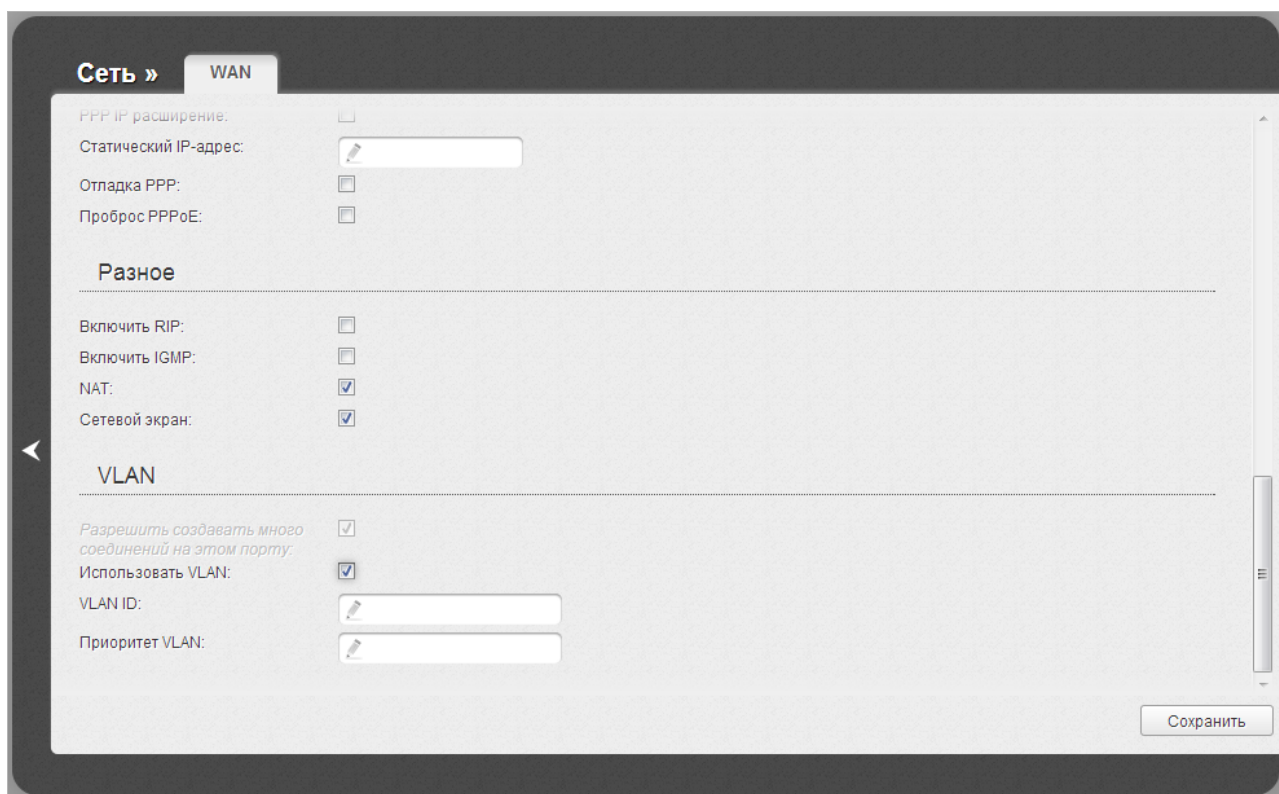 Сеть »
WAN
PPP IP расширение:
Статический IP-адрес:
Отладка PPP:
Проброс PPPoE:
Разное
Включить RIP:
Включить IGMP:
NAT:
Сетевой экран:
VLAN
Разрешить создавать много
соединений на этом порту:
Использовать VLAN:
VLAN ID:
Приоритет VLAN:
Сохранить